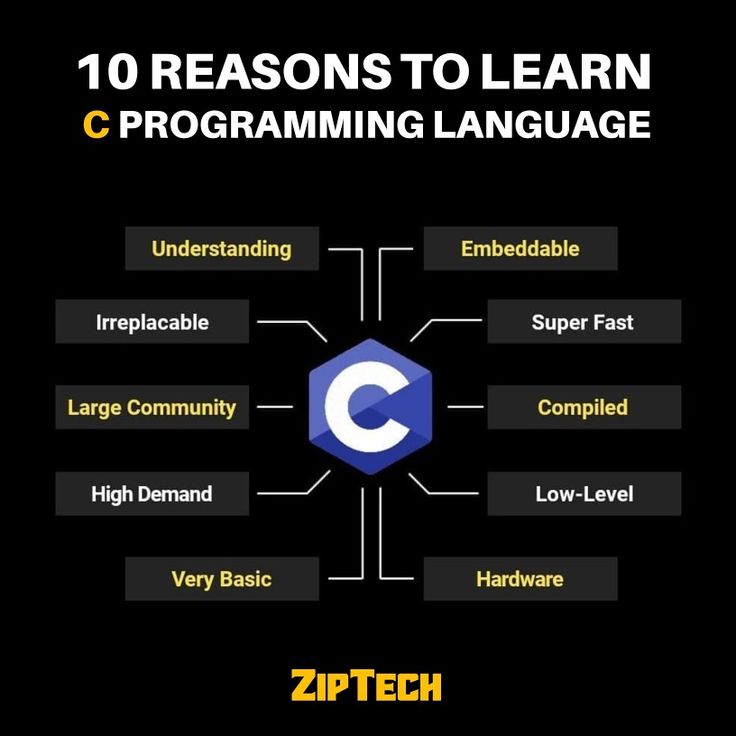 10 REASONS TO LEARN
C PROGRAMMING LANGUAGE
Understanding
Embeddable
Irreplacable
Super Fast
Large Community
Compiled
High Demand
Low-Level
Very Basic
Hardware
C
ZIPTECH